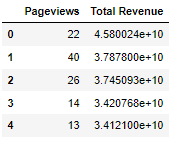 Pageviews Total Revenue
0 22 4.580024e+10
1 40 3.787800e+10
2 26 3.745093e+10
3 14 3.420768e+10
4 13 3.412100e+10